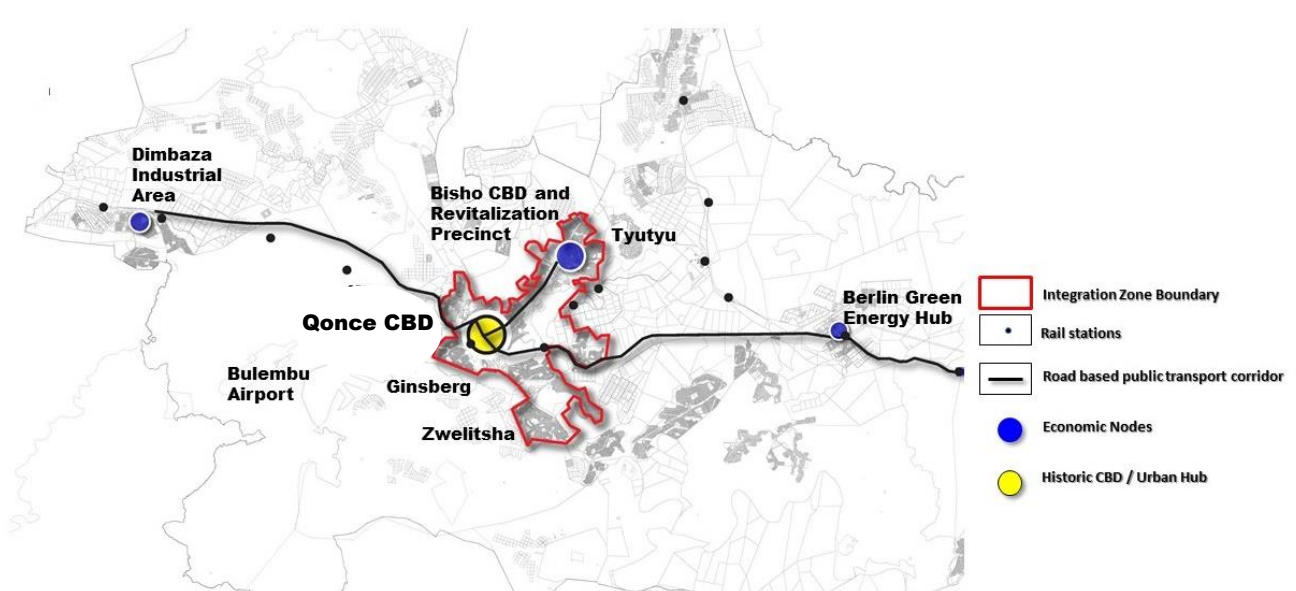 Dimbaza
Industrial
Area
Bisho CBD and
Revitalization
Precinct
Tyutyu
Qonce CBD
Berlin Green
Energy Hub
Bulembu
Airport
Ginsberg
Zwelitsha
Integration Zone Boundary
Rail stations
Road based public transport corridor
Economic Nodes
Historic CBD / Urban Hub